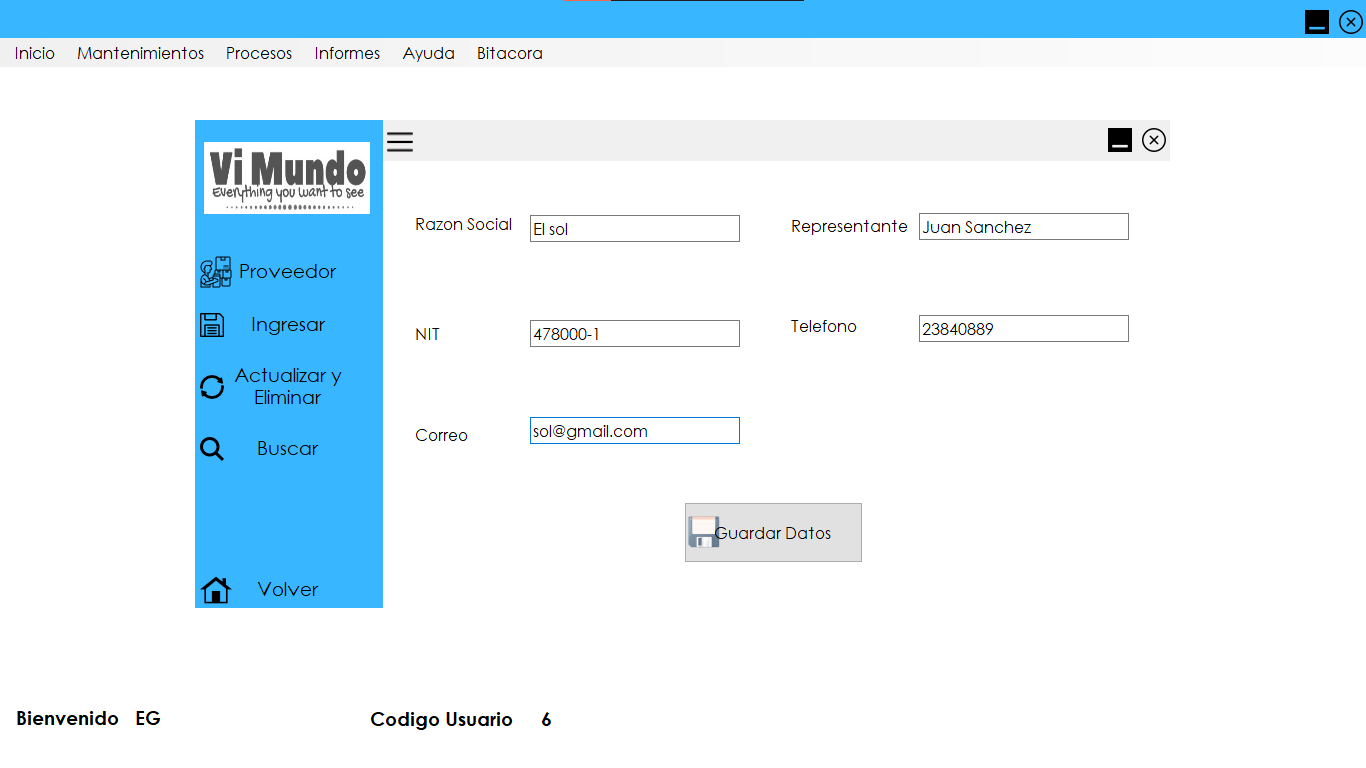 Inicio Mantenimientos Procesos Informes Ayuda Bitacora
Vi Mundo
Everything you want to see
Razon Social El sol Representante Juan Sanchez
Proveedor
Ingresar
NIT 478000-1 Telefono 23840889
Actualizar y
Eliminar
Correo sol@gmail.com
Buscar
Guardar Datos
Volver
Bienvenido EG Codigo Usuario 6